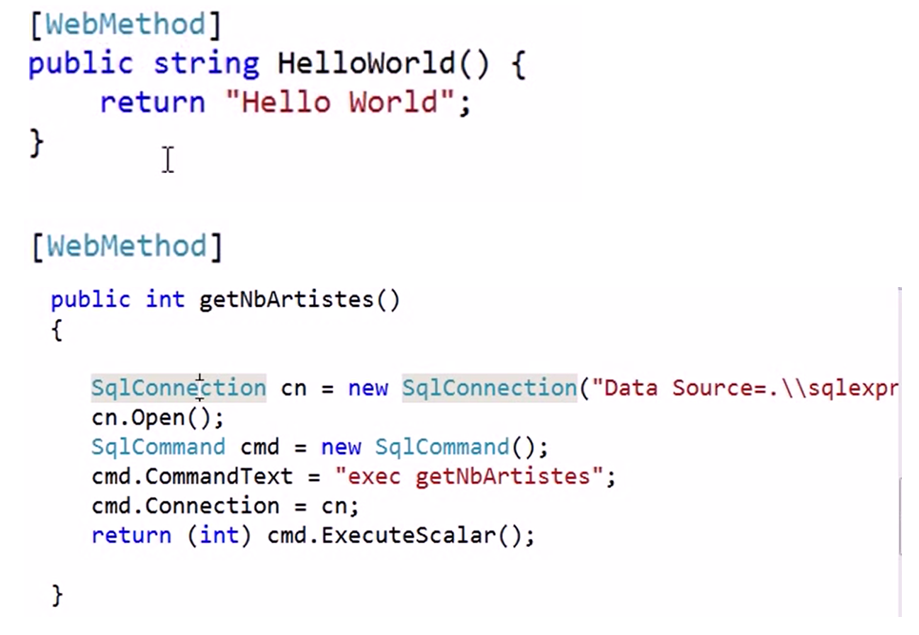 [WebMethod]
public string HelloWorld() {
return "Hello World";
}
[WebMethod]
public int getNbArtistes()
{
SqlConnection cn = new SqlConnection("Data Source=.\\sqlexpr
cn.Open();
SqlCommand cmd = new SqlCommand();
cmd.CommandText = "exec getNbArtistes";
cmd.Connection = cn;
return (int) cmd.ExecuteScalar();
}